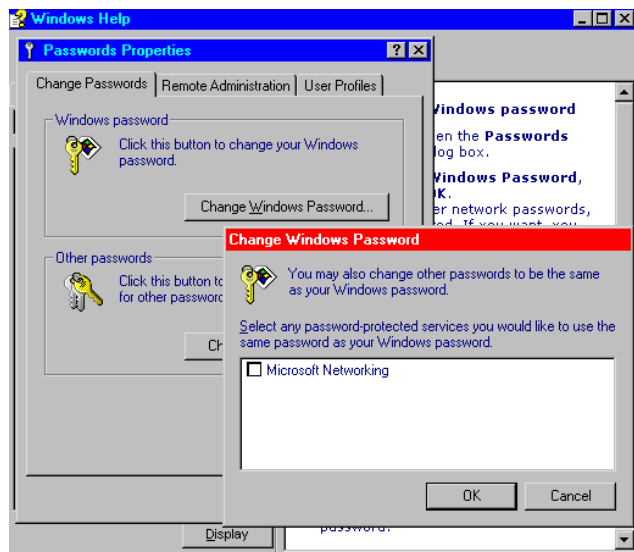 Windows Help
Passwords Properties
Change Passwords
Remote Administration
User Profiles
Windows password
Click this button to change your Windows
password.
Change Windows Password...
Other passwords
Click this button to
for other
Windows password
the Passwords
box.
Windows Password,
network passwords,
If you want, you
Change Windows Password
You may also change other passwords to be the same
as your Windows password.
Select any password-protected services you would like to use the
same password as your Windows password.
Microsoft Networking
OK
Cancel
Display
password.